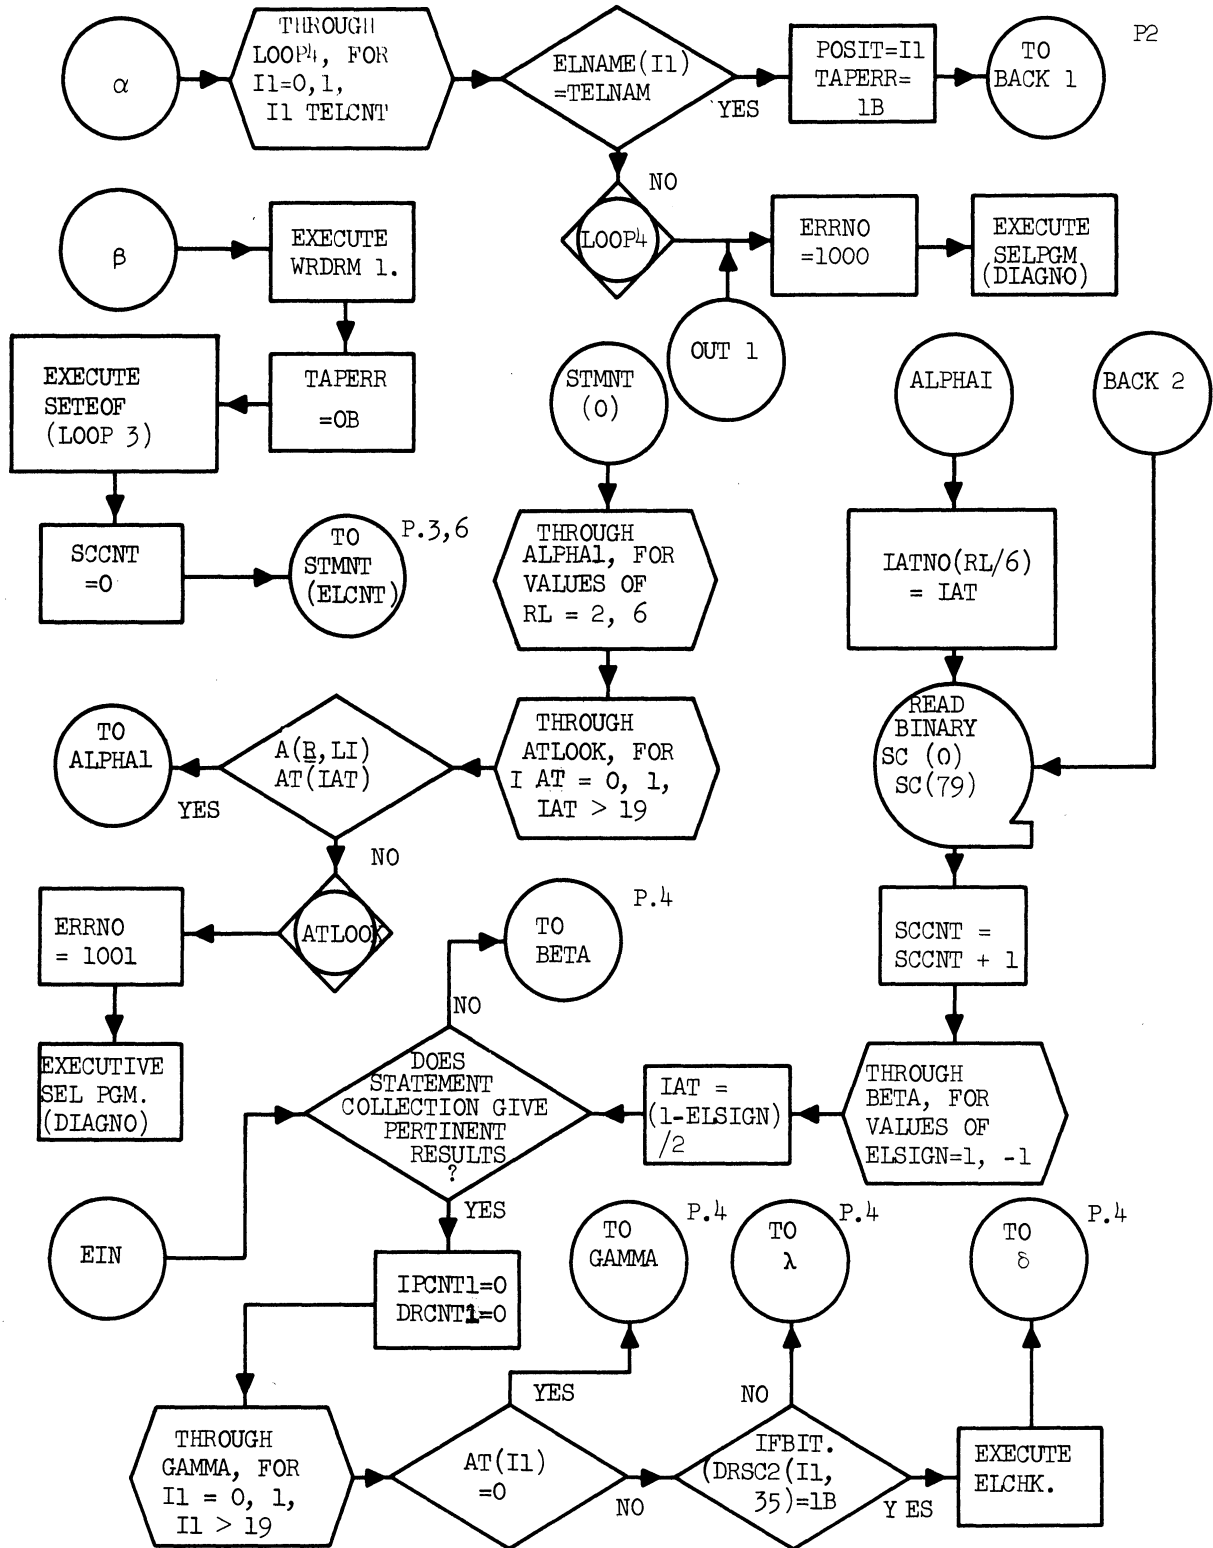 α
THROUGH
LOOP4, FOR
I1=0,1,
I1 TELCNT
ELNAME(I1)
=TELNAM
YES
POSIT=I1
TAPERR=
1B
TO
BACK 1
P2
NO
LOOP4
ERRNO
=1000
EXECUTE
SELPGM
(DIAGNO)
OUT 1
β
EXECUTE
WRDRM 1.
TAPERR
=0B
EXECUTE
SETEOF
(LOOP 3)
SCCNT
=0
TO
STMNT
(ELCNT)
P.3,6
STMNT
(0)
THROUGH
ALPHA1, FOR
VALUES OF
RL = 2, 6
THROUGH
ATLOOK, FOR
I AT = 0, 1,
IAT > 19
A(R,LI)
AT(IAT)
YES
TO
ALPHA1
NO
ATLOOK
ERRNO
= 1001
EXECUTIVE
SEL PGM.
(DIAGNO)
ALPHAI
BACK 2
IATNO(RL/6)
= IAT
READ
BINARY
SC (0)
SC(79)
SCCNT =
SCCNT + 1
THROUGH
BETA, FOR
VALUES OF
ELSIGN=1, -1
IAT =
(1-ELSIGN)
/2
DOES
STATEMENT
COLLECTION GIVE
PERTINENT
RESULTS
?
NO
TO
BETA
P.4
EIN
YES
IPCNT1=0
DRCNT1=0
THROUGH
GAMMA, FOR
I1 = 0, 1,
I1 > 19
AT(I1)
=0
YES
TO
GAMMA
P.4
NO
IFBIT.
(DRSC2(I1,
35)=1B
NO
TO
λ
P.4
Y ES
EXECUTE
ELCHK.
TO
δ
P.4